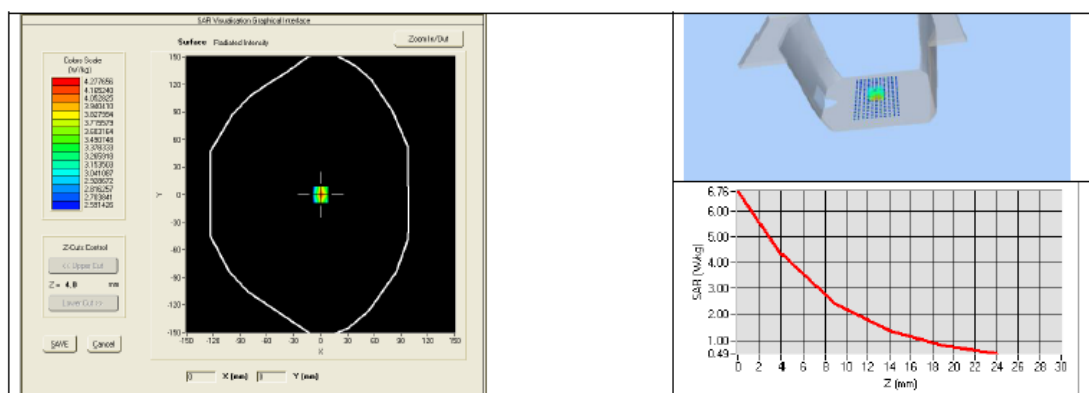 SAR Visualisation Graphical Interface
Surface Radiated Intensity
Zoom In/Out
Colors Scale
(W/kg)
4.277656
4.165240
4.052825
3.940410
3.827994
3.715579
3.603164
3.490748
3.378333
3.265918
3.153503
3.041087
2.928672
2.816257
2.703841
2.591426
Z-Cuts Control
<< Upper Cut
Z = 4.0 mm
Lower Cut >>
SAVE
Cancel
150
120
90
60
30
0
-30
-60
-90
-120
-150
Y
-150 -120 -90 -60 -30 0 30 60 90 120 150
X
0 X (mm) 0 Y (mm)
6.76
6.00
5.00
4.00
3.00
2.00
1.00
0.49
SAR (W/kg)
0 2 4 6 8 10 12 14 16 18 20 22 24 26 28 30
Z (mm)